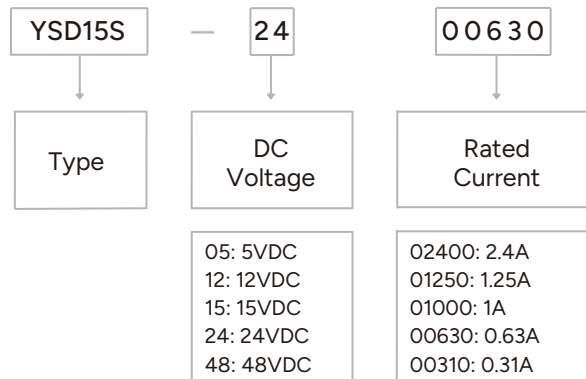 YSD15S — 24 00630
Type
DC
Voltage
Rated
Current
05: 5VDC
12: 12VDC
15: 15VDC
24: 24VDC
48: 48VDC
02400: 2.4A
01250: 1.25A
01000: 1A
00630: 0.63A
00310: 0.31A